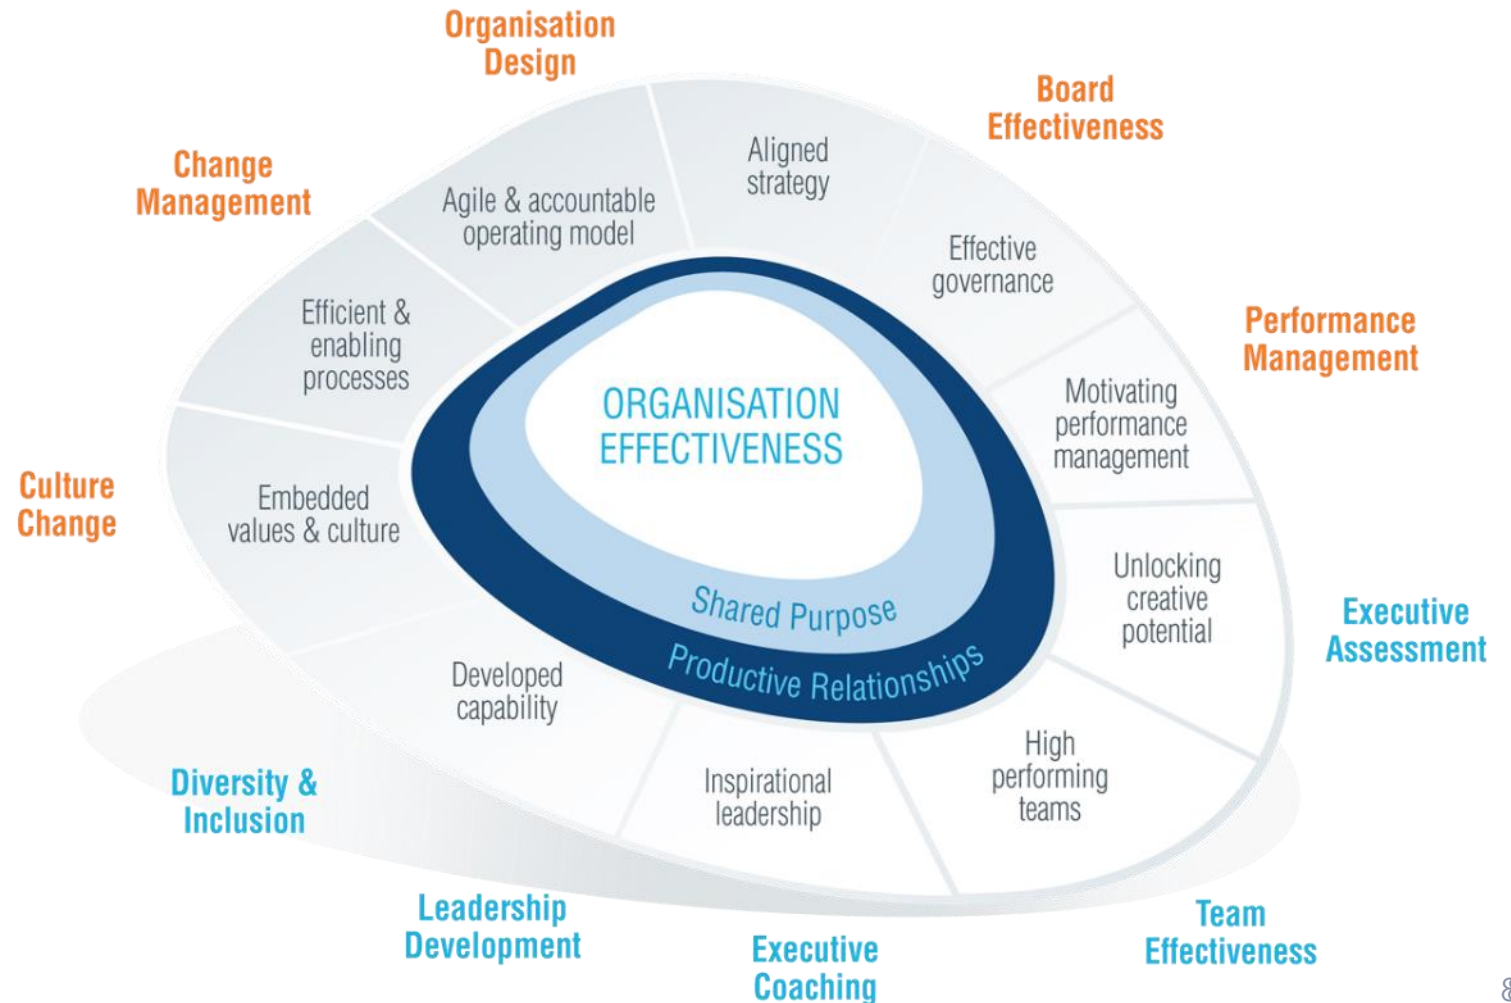 Organisation
Design
Board
Effectiveness
Change
Management
Aligned
strategy
Agile & accountable
operating model
Effective
governance
Efficient &
enabling
processes
Performance
Management
Motivating
performance
management
ORGANISATION
EFFECTIVENESS
Culture
Change
Embedded
values & culture
Unlocking
creative
potential
Executive
Assessment
Shared Purpose
Productive Relationships
Developed
capability
High
performing
teams
Inspirational
leadership
Diversity &
Inclusion
Leadership
Development
Executive
Coaching
Team
Effectiveness